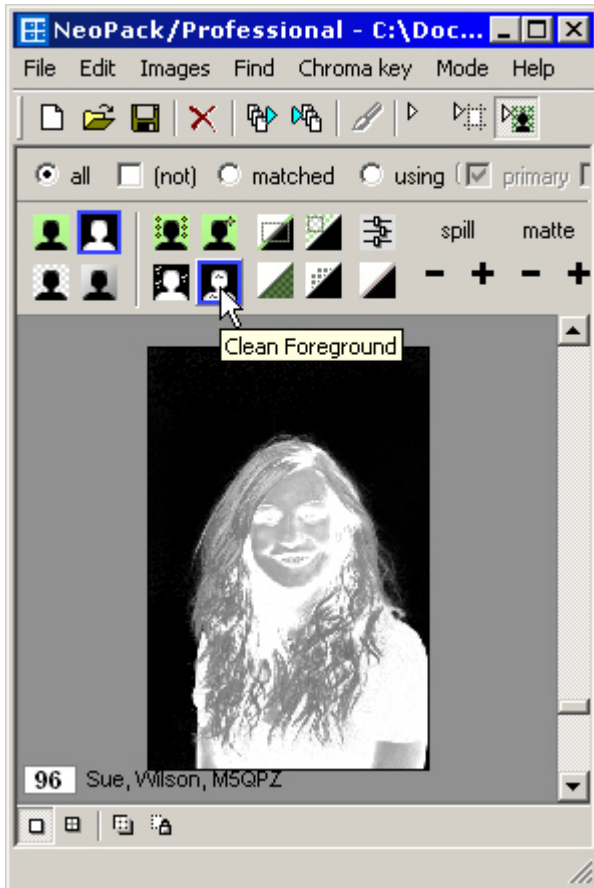 NeoPack/Professional - C:\Doc...
File Edit Images Find Chroma key Mode Help
all (not) matched using primary
spill matte
- + - +
Clean Foreground
96 Sue, Wilson, M5QPZ